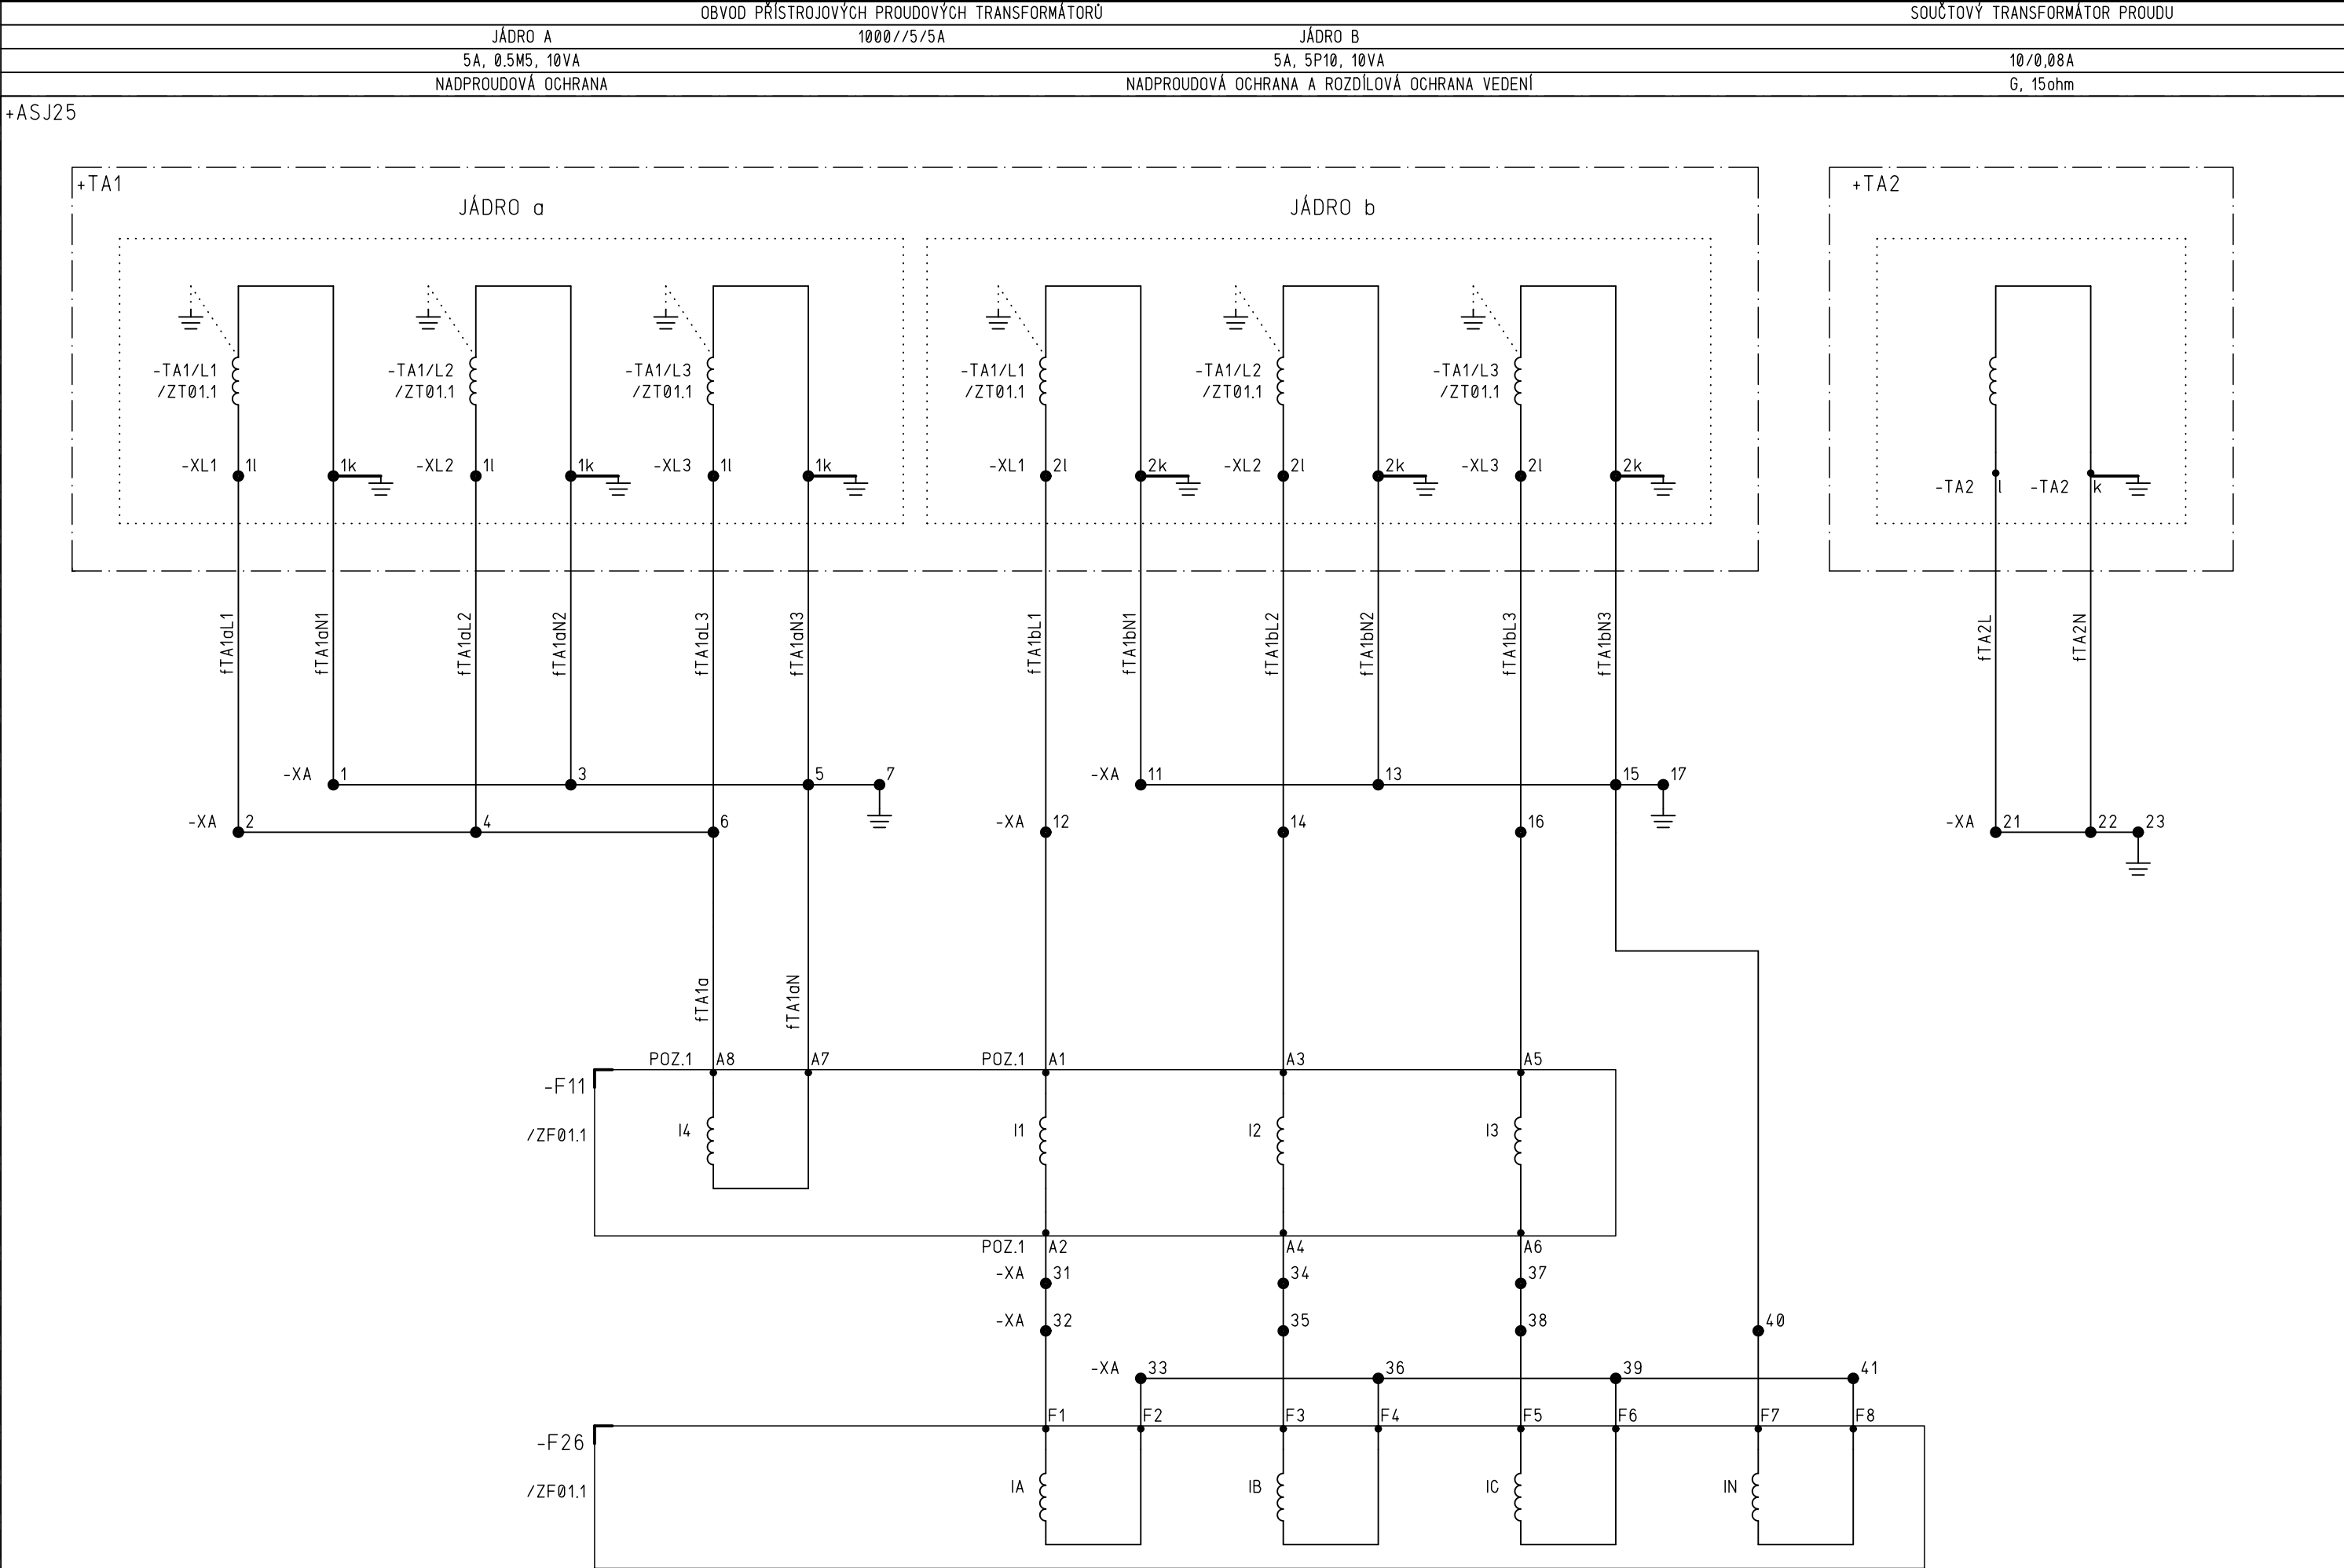 OBVOD PŘÍSTROJOVÝCH PROUDOVÝCH TRANSFORMÁTORŮ SOUČTOVÝ TRANSFORMÁTOR PROUDU
JÁDRO A 1000//5/5A JÁDRO B
5A, 0.5M5, 10VA 5A, 5P10, 10VA 10/0,08A
NADPROUDOVÁ OCHRANA NADPROUDOVÁ OCHRANA A ROZDÍLOVÁ OCHRANA VEDENÍ G, 15ohm
+ASJ25
+TA1 +TA2
JÁDRO a JÁDRO b
-TA1/L1 -TA1/L2 -TA1/L3 -TA1/L1 -TA1/L2 -TA1/L3
/ZT01.1 /ZT01.1 /ZT01.1 /ZT01.1 /ZT01.1 /ZT01.1
-XL1 1l 1k -XL2 1l 1k -XL3 1l 1k -XL1 2l 2k -XL2 2l 2k -XL3 2l 2k
-TA2 l -TA2 k
fTA1aL1 fTA1aN1 fTA1aL2 fTA1aN2 fTA1aL3 fTA1aN3 fTA1bL1 fTA1bN1 fTA1bL2 fTA1bN2 fTA1bL3 fTA1bN3 fTA2L fTA2N
-XA 1 3 5 7 -XA 11 13 15 17
-XA 2 4 6 -XA 12 14 16 -XA 21 22 23
fTA1a fTA1aN
POZ.1 A8 A7 POZ.1 A1 A3 A5
-F11
/ZF01.1 I4 I1 I2 I3
POZ.1 A2 A4 A6
-XA 31 34 37
-XA 32 35 38 40
-XA 33 36 39 41
F1 F2 F3 F4 F5 F6 F7 F8
-F26
/ZF01.1 IA IB IC IN